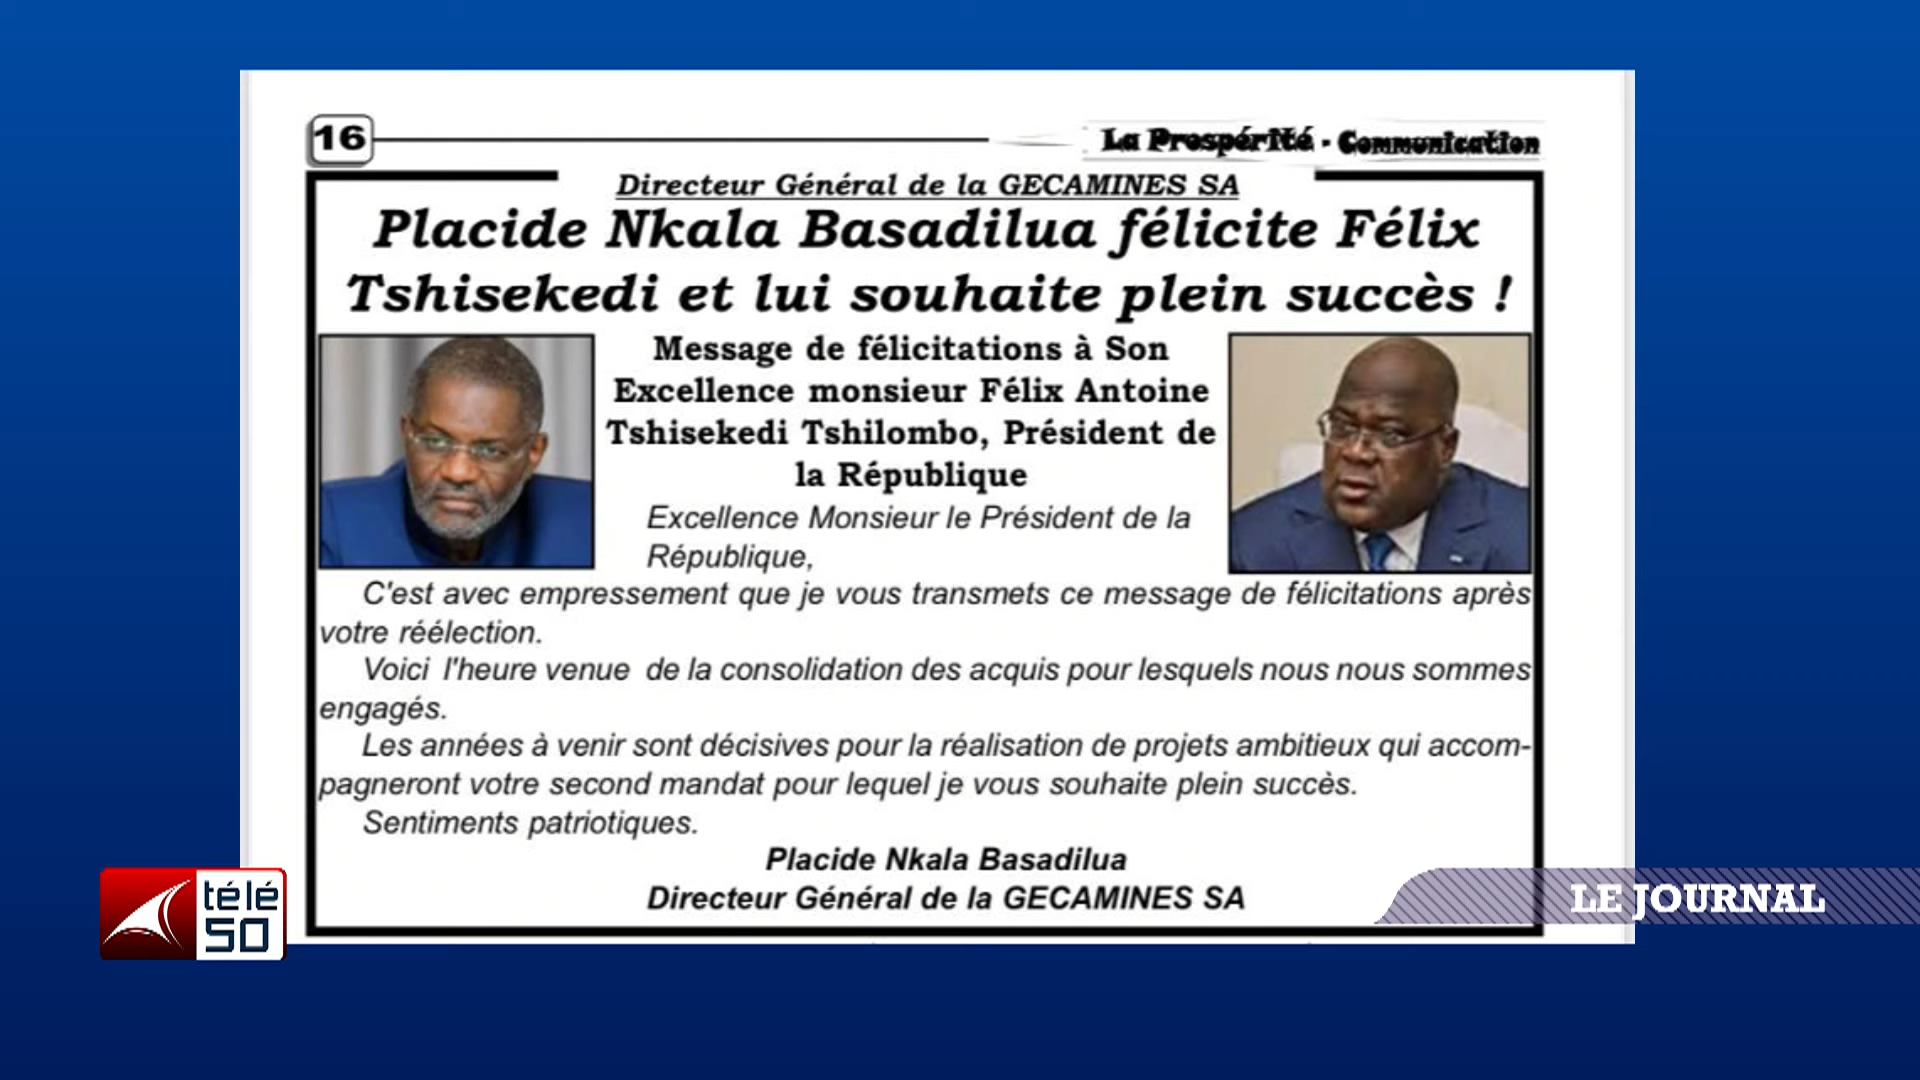 16
La Prospérité - Communication
Directeur Général de la GECAMINES SA
Placide Nkala Basadilua félicite Félix
Tshisekedi et lui souhaite plein succès !
Message de félicitations à Son
Excellence monsieur Félix Antoine
Tshisekedi Tshilombo, Président de
la République
Excellence Monsieur le Président de la
République,
C'est avec empressement que je vous transmets ce message de félicitations après
votre réélection.
Voici l'heure venue de la consolidation des acquis pour lesquels nous nous sommes
engagés.
Les années à venir sont décisives pour la réalisation de projets ambitieux qui accom-
pagneront votre second mandat pour lequel je vous souhaite plein succès.
Sentiments patriotiques.
Placide Nkala Basadilua
Directeur Général de la GECAMINES SA
télé
50
LE JOURNAL